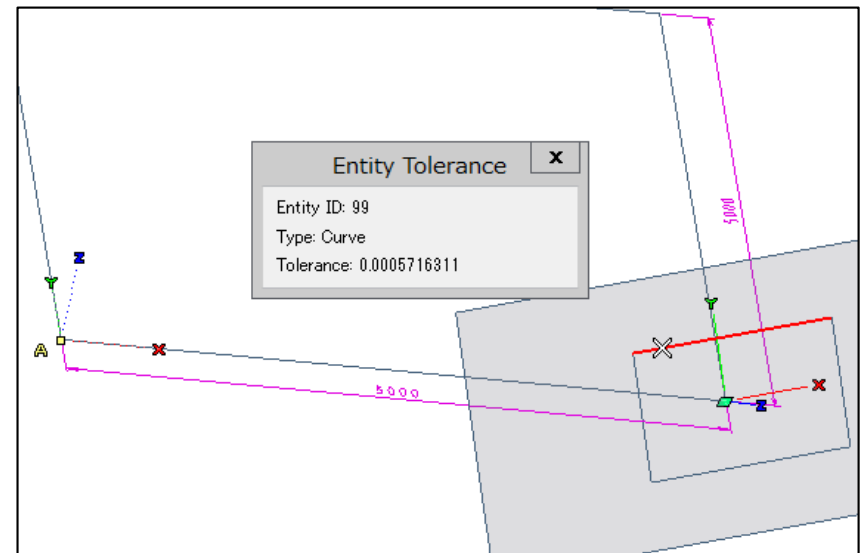 Entity Tolerance
x
Entity ID: 99
Type: Curve
Tolerance: 0.0005716311
5000
Z
Y
Y
A
X
X
5000
Z